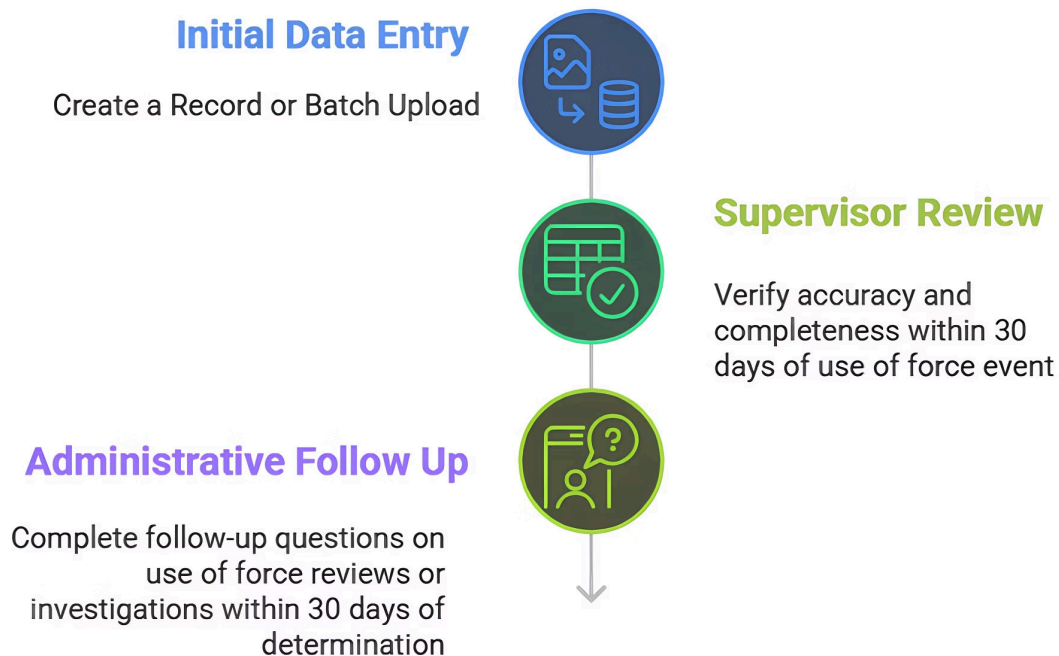 Initial Data Entry
Create a Record or Batch Upload
Supervisor Review
Verify accuracy and
completeness within 30
days of use of force event
?
Administrative Follow Up
Complete follow-up questions on
use of force reviews or
investigations within 30 days of
determination